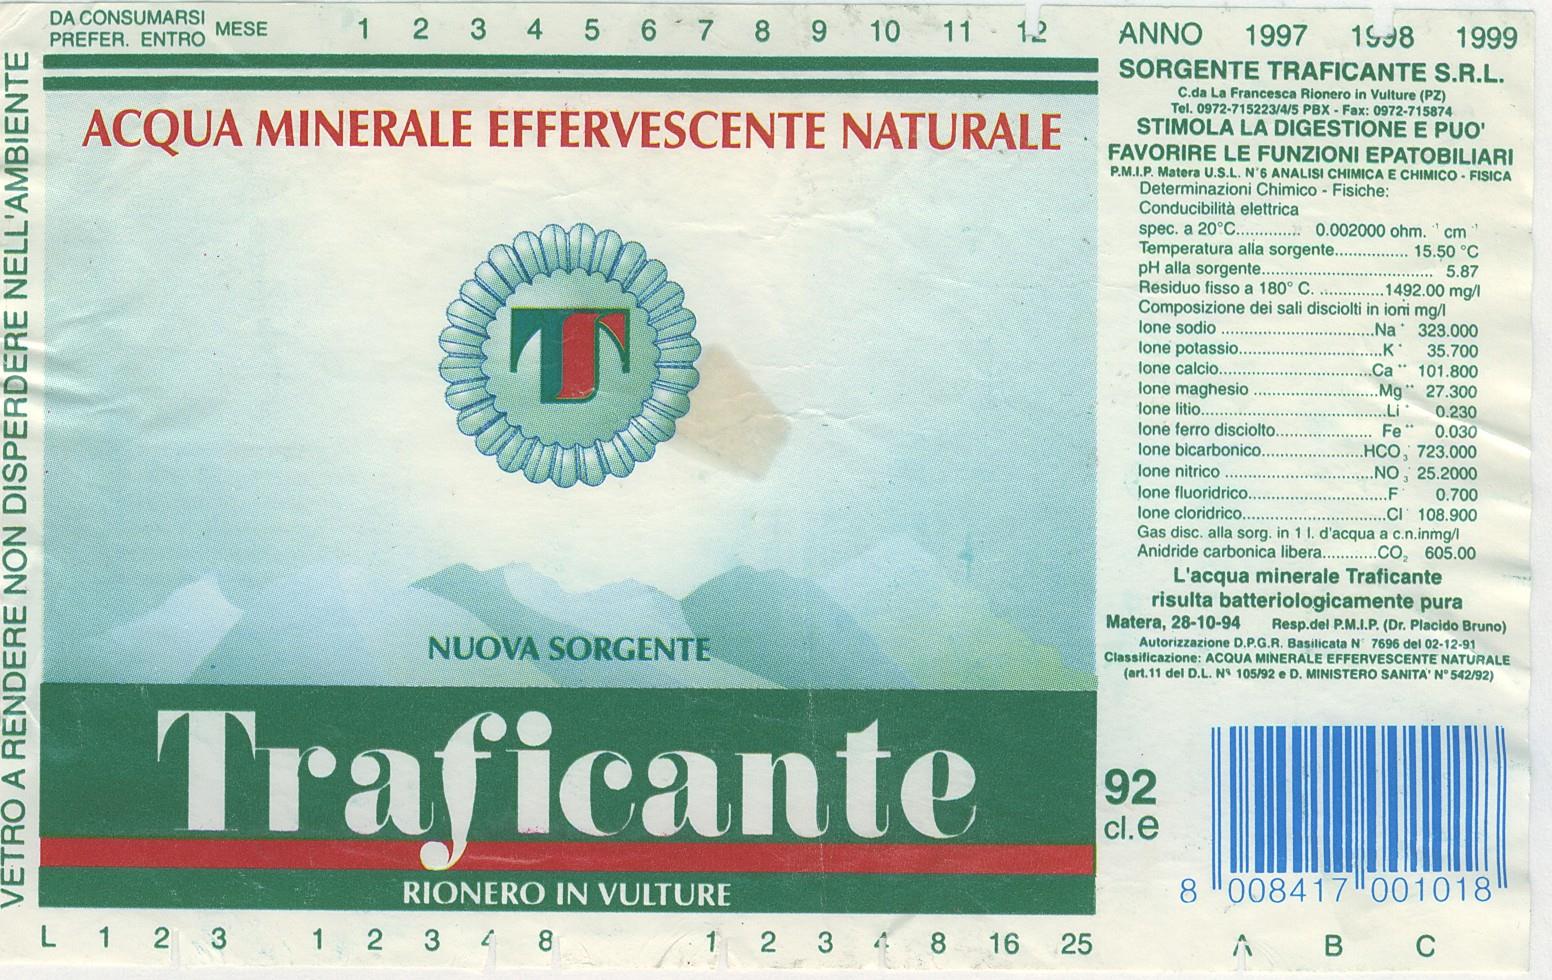 DA CONSUMARSI
PREFER. ENTRO MESE 1 2 3 4 5 6 7 8 9 10 11 12
VETRO A RENDERE NON DISPERDERE NELL'AMBIENTE
ACQUA MINERALE EFFERVESCENTE NATURALE
T
NUOVA SORGENTE
Traficante
RIONERO IN VULTURE
L 1 2 3 1 2 3 4 8 1 2 3 4 8 16 25 A B C
ANNO 1997 1998 1999
SORGENTE TRAFICANTE S.R.L.
C.da La Francesca Rionero in Vulture (PZ)
Tel. 0972-715223/4/5 PBX - Fax: 0972-715874
STIMOLA LA DIGESTIONE E PUO'
FAVORIRE LE FUNZIONI EPATOBILIARI
P.M.I.P. Matera U.S.L. N°6 ANALISI CHIMICA E CHIMICO - FISICA
Determinazioni Chimico - Fisiche:
Conducibilità elettrica
spec. a 20°C............. 0.002000 ohm.⁻¹ cm⁻¹
Temperatura alla sorgente................ 15.50 °C
pH alla sorgente...................................... 5.87
Residuo fisso a 180° C. ..............1492.00 mg/l
Composizione dei sali disciolti in ioni mg/l
Ione sodio ..................................Na⁺ 323.000
Ione potassio................................K⁺ 35.700
Ione calcio..................................Ca⁺⁺ 101.800
Ione maghesio ............................Mg⁺⁺ 27.300
Ione litio.........................................Li⁺ 0.230
Ione ferro disciolto..................... Fe⁺⁺ 0.030
Ione bicarbonico.......................HCO₃⁻ 723.000
Ione nitrico ..................................NO₃⁻ 25.2000
Ione fluoridrico...............................F⁻ 0.700
Ione cloridrico................................Cl⁻ 108.900
Gas disc. alla sorg. in 1 l. d'acqua a c.n.inmg/l
Anidride carbonica libera............CO₂ 605.00
L'acqua minerale Traficante
risulta batteriologicamente pura
Matera, 28-10-94 Resp.del P.M.I.P. (Dr. Placido Bruno)
Autorizzazione D.P.G.R. Basilicata N° 7696 del 02-12-91
Classificazione: ACQUA MINERALE EFFERVESCENTE NATURALE
(art.11 del D.L. Nº 105/92 e D. MINISTERO SANITA' Nº 542/92)
92
cl.e
8 008417 001018